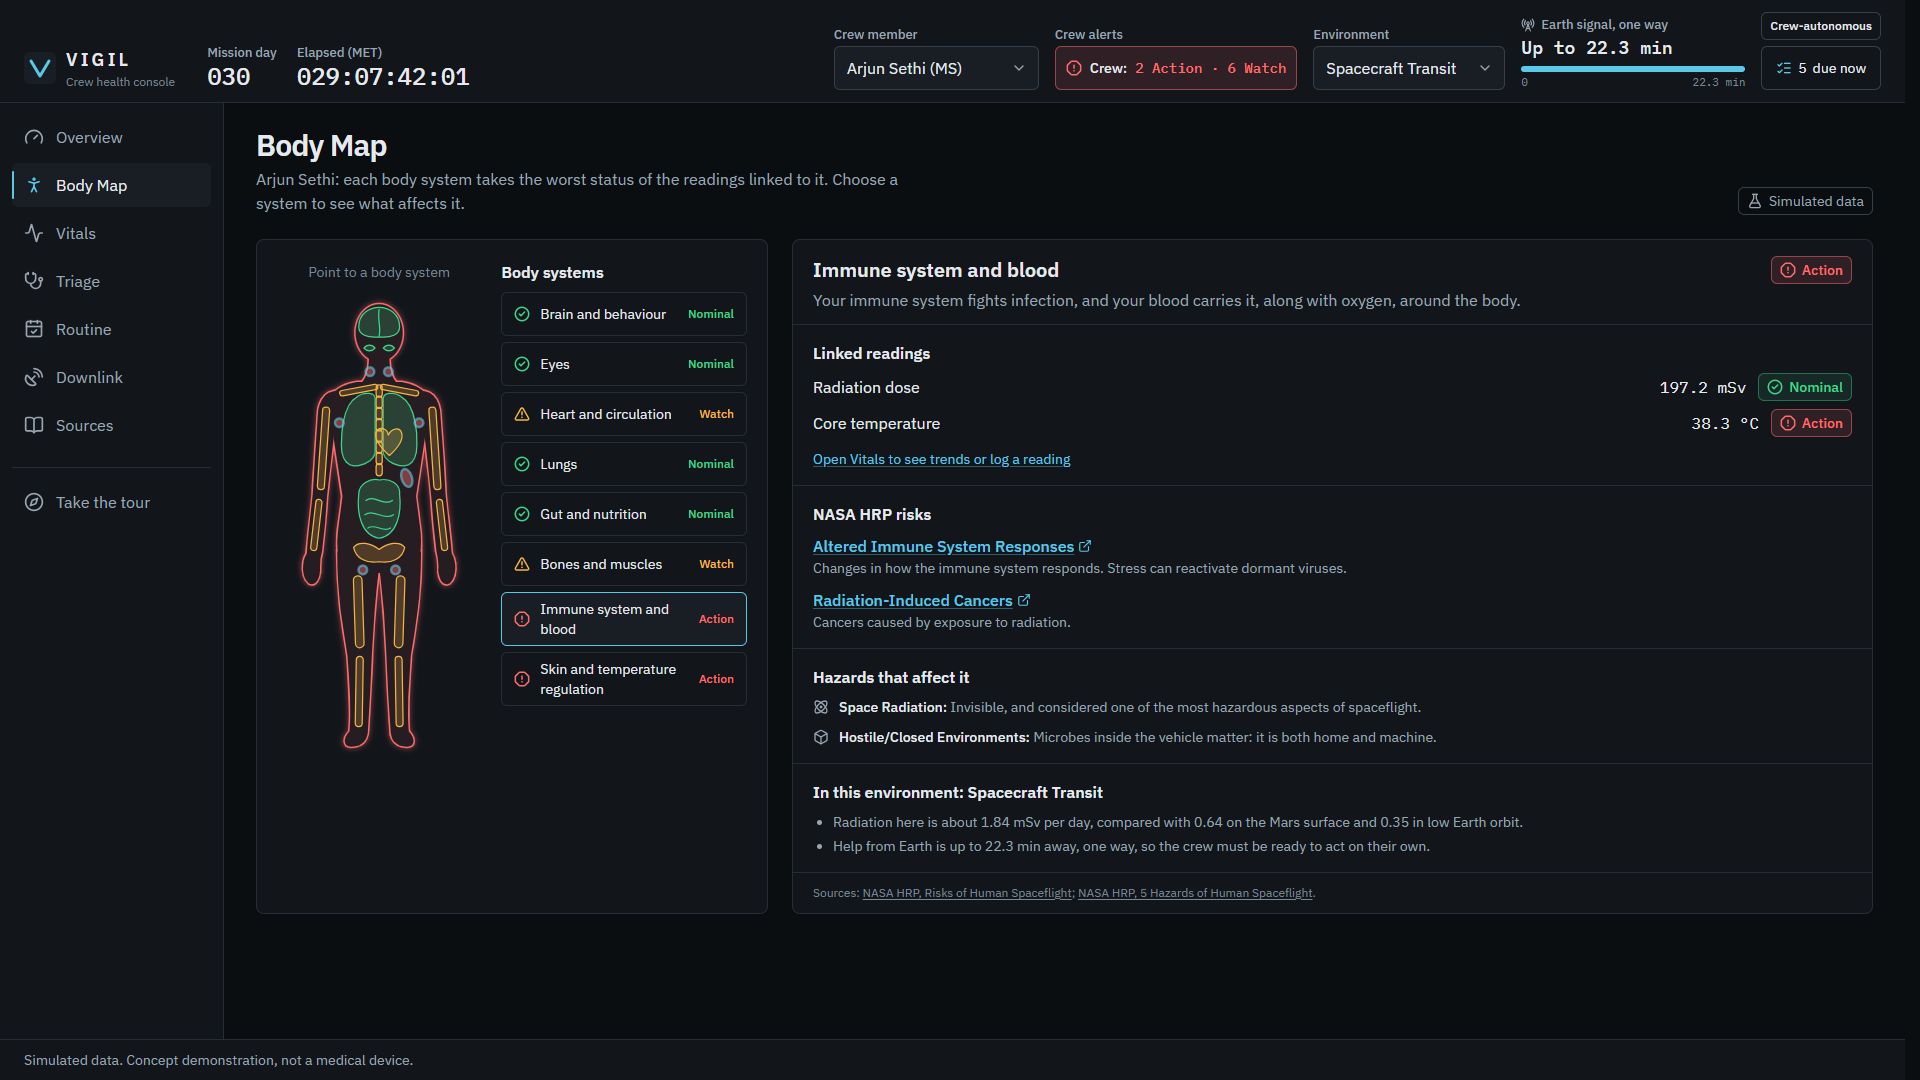 VIGIL
Crew health console
Mission day
030
Elapsed (MET)
029:07:42:01
Crew member
Arjun Sethi (MS)
Crew alerts
Crew: 2 Action · 6 Watch
Environment
Spacecraft Transit
Earth signal, one way
Up to 22.3 min
0
22.3 min
Crew-autonomous
5 due now
Overview
Body Map
Vitals
Triage
Routine
Downlink
Sources
Take the tour
Body Map
Arjun Sethi: each body system takes the worst status of the readings linked to it. Choose a
system to see what affects it.
Simulated data
Point to a body system
Body systems
Brain and behaviour Nominal
Eyes Nominal
Heart and circulation Watch
Lungs Nominal
Gut and nutrition Nominal
Bones and muscles Watch
Immune system and
blood
Action
Skin and temperature
regulation
Action
Immune system and blood
Action
Your immune system fights infection, and your blood carries it, along with oxygen, around the body.
Linked readings
Radiation dose 197.2 mSv Nominal
Core temperature 38.3 °C Action
Open Vitals to see trends or log a reading
NASA HRP risks
Altered Immune System Responses
Changes in how the immune system responds. Stress can reactivate dormant viruses.
Radiation-Induced Cancers
Cancers caused by exposure to radiation.
Hazards that affect it
Space Radiation: Invisible, and considered one of the most hazardous aspects of spaceflight.
Hostile/Closed Environments: Microbes inside the vehicle matter: it is both home and machine.
In this environment: Spacecraft Transit
• Radiation here is about 1.84 mSv per day, compared with 0.64 on the Mars surface and 0.35 in low Earth orbit.
• Help from Earth is up to 22.3 min away, one way, so the crew must be ready to act on their own.
Sources: NASA HRP, Risks of Human Spaceflight; NASA HRP, 5 Hazards of Human Spaceflight.
Simulated data. Concept demonstration, not a medical device.